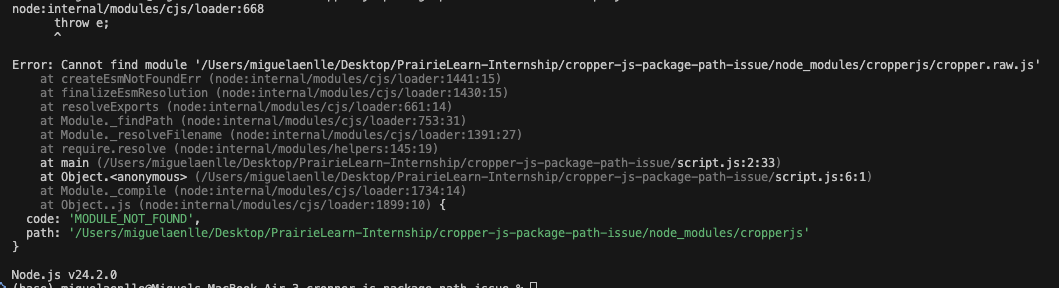 node:internal/modules/cjs/loader:668
      throw e;
      ^

Error: Cannot find module '/Users/miguelaenlle/Desktop/PrairieLearn-Internship/cropper-js-package-path-issue/node_modules/cropperjs/cropper.raw.js'
    at createEsmNotFoundErr (node:internal/modules/cjs/loader:1441:15)
    at finalizeEsmResolution (node:internal/modules/cjs/loader:1430:15)
    at resolveExports (node:internal/modules/cjs/loader:661:14)
    at Module._findPath (node:internal/modules/cjs/loader:753:31)
    at Module._resolveFilename (node:internal/modules/cjs/loader:1391:27)
    at require.resolve (node:internal/modules/helpers:145:19)
    at main (/Users/miguelaenlle/Desktop/PrairieLearn-Internship/cropper-js-package-path-issue/script.js:2:33)
    at Object.<anonymous> (/Users/miguelaenlle/Desktop/PrairieLearn-Internship/cropper-js-package-path-issue/script.js:6:1)
    at Module._compile (node:internal/modules/cjs/loader:1734:14)
    at Object..js (node:internal/modules/cjs/loader:1899:10) {
  code: 'MODULE_NOT_FOUND',
  path: '/Users/miguelaenlle/Desktop/PrairieLearn-Internship/cropper-js-package-path-issue/node_modules/cropperjs'
}

Node.js v24.2.0
(base) miguelaenlle@Miguels-MacBook-Air-3 cropper-js-package-path-issue %